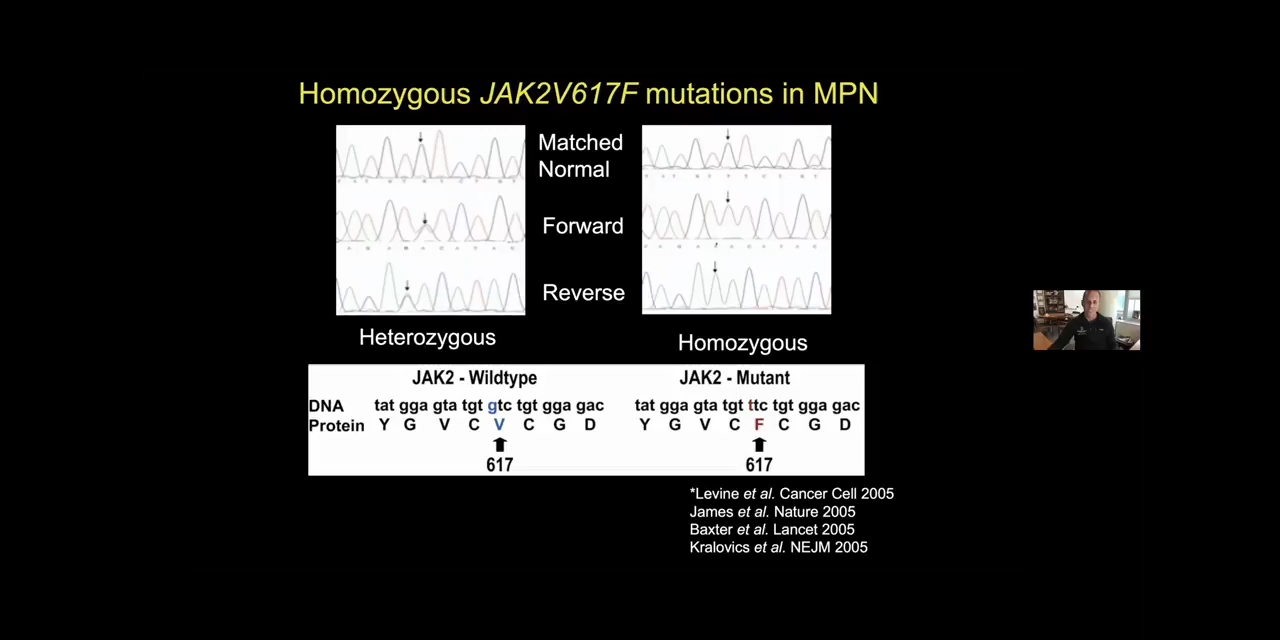 Homozygous JAK2V617F mutations in MPN
Matched
Normal
Forward
Reverse
Heterozygous
Homozygous
JAK2 - Wildtype
DNA tat gga gta tgt gtc tgt gga gac
Protein Y G V C V C G D
617
JAK2 - Mutant
tat gga gta tgt ttc tgt gga gac
Y G V C F C G D
617
*Levine et al. Cancer Cell 2005
James et al. Nature 2005
Baxter et al. Lancet 2005
Kralovics et al. NEJM 2005